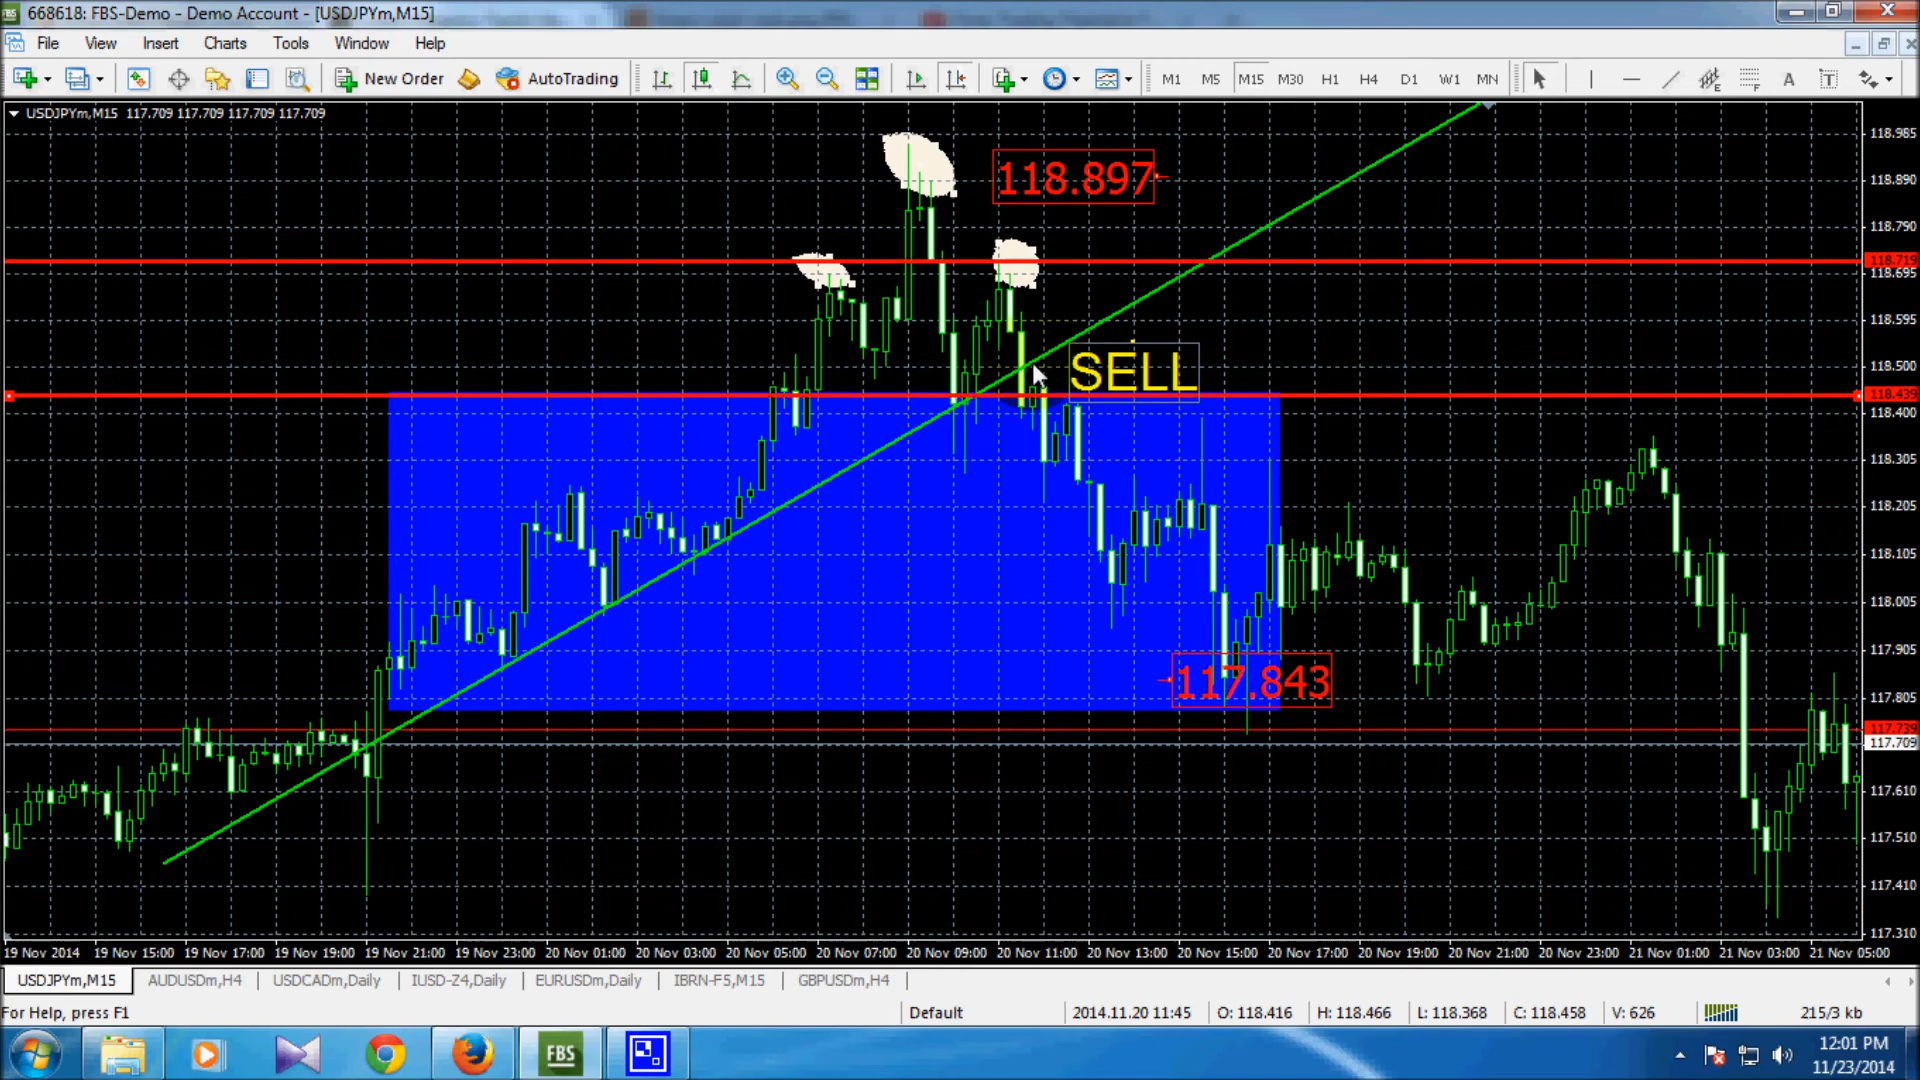 668618: FBS-Demo - Demo Account - [USDJPYm,M15]
File View Insert Charts Tools Window Help
New Order AutoTrading M1 M5 M15 M30 H1 H4 D1 W1 MN
USDJPYm,M15 117.709 117.709 117.709 117.709
118.985
118.897
118.890
118.790
118.719
118.695
118.595
SELL
118.500
118.439
118.400
118.305
118.205
118.105
118.005
117.905
117.843
117.805
117.739
117.709
117.610
117.510
117.410
117.310
19 Nov 2014 19 Nov 15:00 19 Nov 17:00 19 Nov 19:00 19 Nov 21:00 19 Nov 23:00 20 Nov 01:00 20 Nov 03:00 20 Nov 05:00 20 Nov 07:00 20 Nov 09:00 20 Nov 11:00 20 Nov 13:00 20 Nov 15:00 20 Nov 17:00 20 Nov 19:00 20 Nov 21:00 20 Nov 23:00 21 Nov 01:00 21 Nov 03:00 21 Nov 05:00
USDJPYm,M15 AUDUSDm,H4 USDCADm,Daily IUSD-Z4,Daily EURUSDm,Daily IBRN-F5,M15 GBPUSDm,H4
For Help, press F1 Default 2014.11.20 11:45 O: 118.416 H: 118.466 L: 118.368 C: 118.458 V: 626 215/3 kb
FBS
12:01 PM
11/23/2014